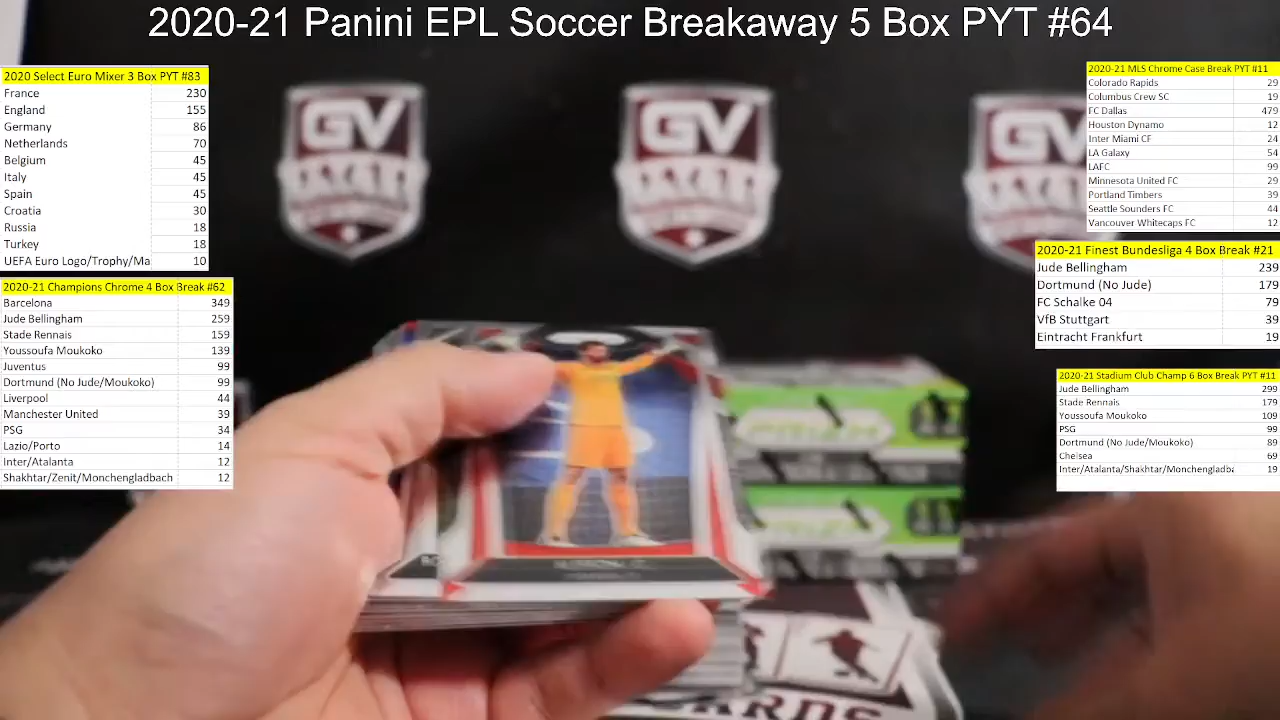 2020-21 Panini EPL Soccer Breakaway 5 Box PYT #64
2020 Select Euro Mixer 3 Box PYT #83
France 230
England 155
Germany 86
Netherlands 70
Belgium 45
Italy 45
Spain 45
Croatia 30
Russia 18
Turkey 18
UEFA Euro Logo/Trophy/Ma 10
2020-21 Champions Chrome 4 Box Break #62
Barcelona 349
Jude Bellingham 259
Stade Rennais 159
Youssoufa Moukoko 139
Juventus 99
Dortmund (No Jude/Moukoko) 99
Liverpool 44
Manchester United 39
PSG 34
Lazio/Porto 14
Inter/Atalanta 12
Shakhtar/Zenit/Monchengladbach 12
2020-21 MLS Chrome Case Break PYT #11
Colorado Rapids 29
Columbus Crew SC 19
FC Dallas 479
Houston Dynamo 12
Inter Miami CF 24
LA Galaxy 54
LAFC 99
Minnesota United FC 29
Portland Timbers 39
Seattle Sounders FC 44
Vancouver Whitecaps FC 12
2020-21 Finest Bundesliga 4 Box Break #21
Jude Bellingham 239
Dortmund (No Jude) 179
FC Schalke 04 79
VfB Stuttgart 39
Eintracht Frankfurt 19
2020-21 Stadium Club Champ 6 Box Break PYT #11
Jude Bellingham 299
Stade Rennais 179
Youssoufa Moukoko 109
PSG 99
Dortmund (No Jude/Moukoko) 89
Chelsea 69
Inter/Atalanta/Shakhtar/Monchengladba 19
GV
GV
GV
PRIZM
PRIZM